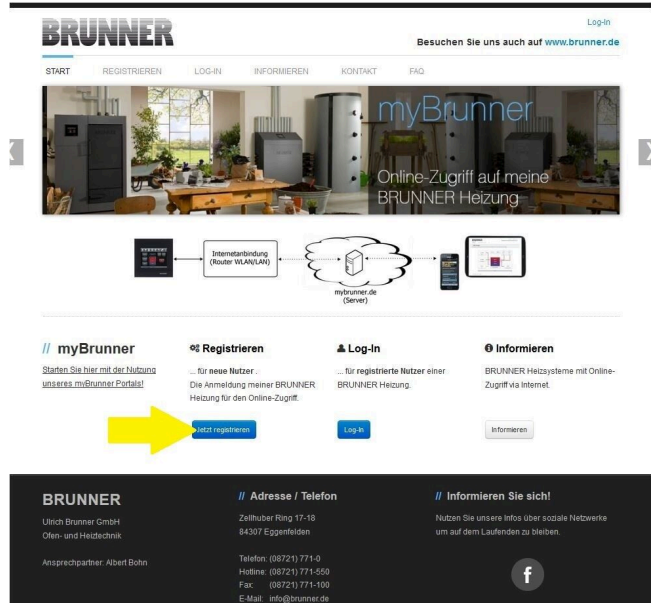 BRUNNER
Log-In
Besuchen Sie uns auch auf www.brunner.de
START REGISTRIEREN LOG-IN INFORMIEREN KONTAKT FAQ
myBrunner
Online-Zugriff auf meine
BRUNNER Heizung
Internetanbindung
(Router WLAN/LAN)
mybrunner.de
(Server)
// myBrunner
Starten Sie hier mit der Nutzung
unseres myBrunner Portals!
Registrieren
... für neue Nutzer .
Die Anmeldung meiner BRUNNER
Heizung für den Online-Zugriff.
Jetzt registrieren
Log-In
... für registrierte Nutzer einer
BRUNNER Heizung.
Log-In
Informieren
BRUNNER Heizsysteme mit Online-
Zugriff via Internet.
Informieren
BRUNNER
Ulrich Brunner GmbH
Ofen- und Heiztechnik
Ansprechpartner: Albert Bohn
// Adresse / Telefon
Zellhuber Ring 17-18
84307 Eggenfelden
Telefon: (08721) 771-0
Hotline: (08721) 771-550
Fax: (08721) 771-100
E-Mail: info@brunner.de
// Informieren Sie sich!
Nutzen Sie unsere Infos über soziale Netzwerke
um auf dem Laufenden zu bleiben.
f